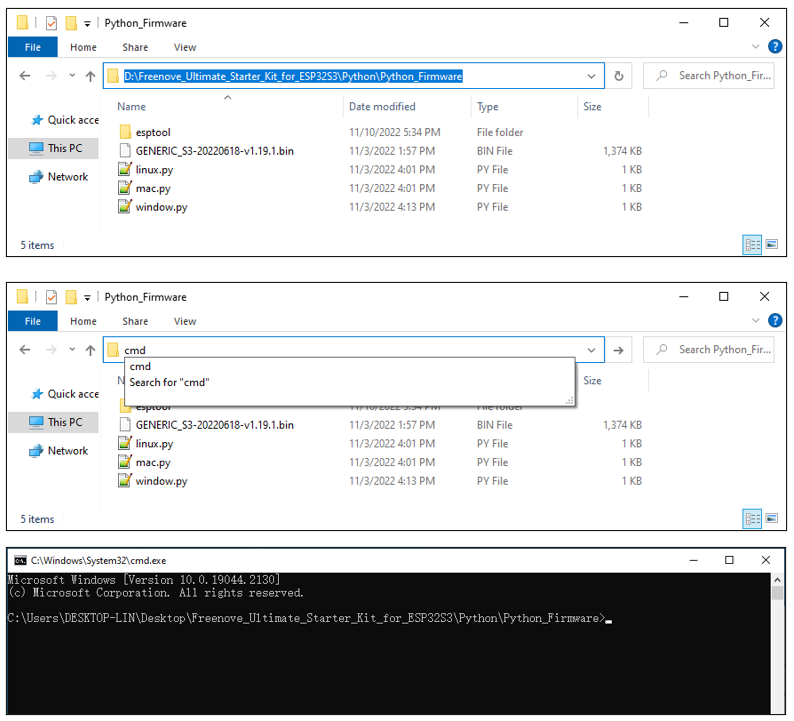 Python_Firmware
File Home Share View
D:\Freenove_Ultimate_Starter_Kit_for_ESP32S3\Python\Python_Firmware Search Python_Fir...
Name Date modified Type Size
Quick acce
This PC
Network
esptool 11/10/2022 5:34 PM File folder
GENERIC_S3-20220618-v1.19.1.bin 11/3/2022 1:57 PM BIN File 1,374 KB
linux.py 11/3/2022 4:01 PM PY File 1 KB
mac.py 11/3/2022 4:01 PM PY File 1 KB
window.py 11/3/2022 4:13 PM PY File 1 KB
5 items
Python_Firmware
File Home Share View
cmd Search Python_Fir...
cmd
Search for "cmd"
N Size
Quick acce
This PC
Network
esptool 11/10/2022 5:34 PM File folder
GENERIC_S3-20220618-v1.19.1.bin 11/3/2022 1:57 PM BIN File 1,374 KB
linux.py 11/3/2022 4:01 PM PY File 1 KB
mac.py 11/3/2022 4:01 PM PY File 1 KB
window.py 11/3/2022 4:13 PM PY File 1 KB
5 items
C:\Windows\System32\cmd.exe
Microsoft Windows [Version 10.0.19044.2130]
(c) Microsoft Corporation. All rights reserved.
C:\Users\DESKTOP-LIN\Desktop\Freenove_Ultimate_Starter_Kit_for_ESP32S3\Python\Python_Firmware>